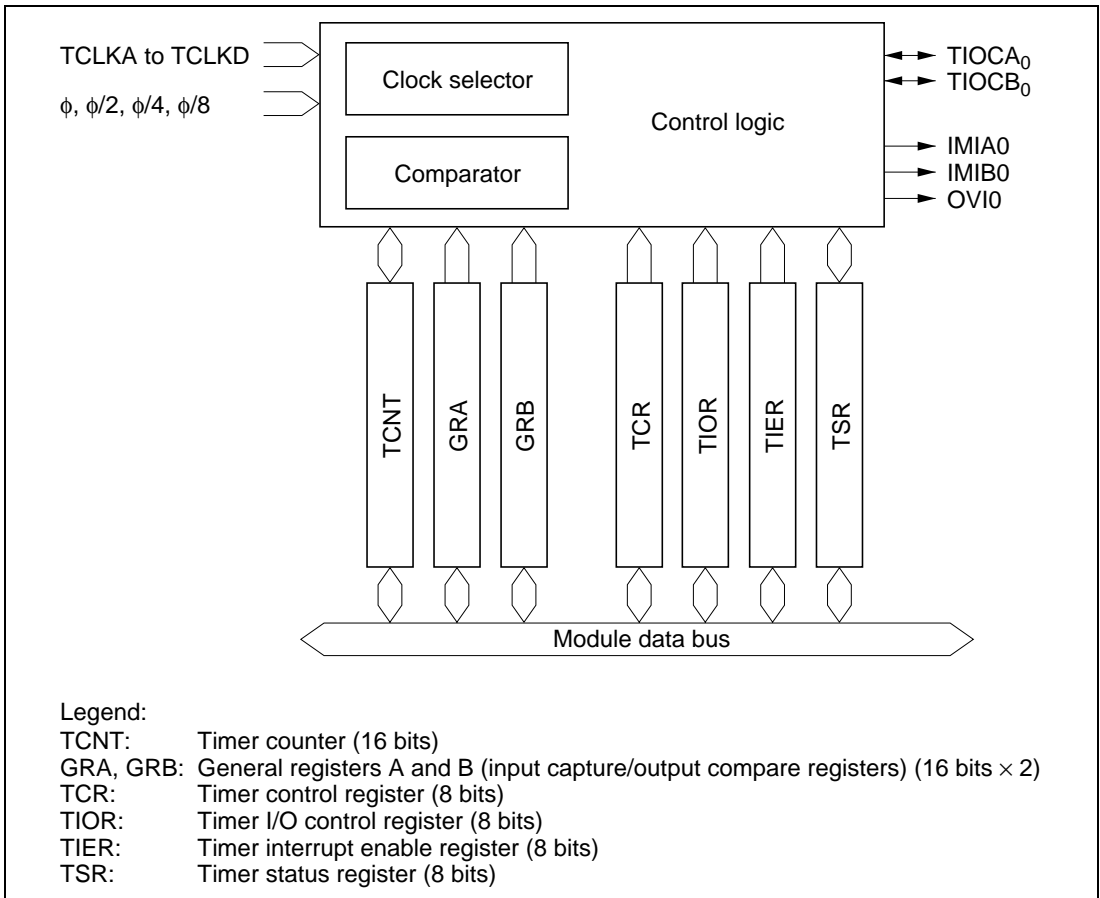 TCLKA to TCLKD
ϕ, ϕ/2, ϕ/4, ϕ/8
Clock selector
Comparator
Control logic
TIOCA₀
TIOCB₀
IMIA0
IMIB0
OVI0
TCNT
GRA
GRB
TCR
TIOR
TIER
TSR
Module data bus
Legend:
TCNT: Timer counter (16 bits)
GRA, GRB: General registers A and B (input capture/output compare registers) (16 bits × 2)
TCR: Timer control register (8 bits)
TIOR: Timer I/O control register (8 bits)
TIER: Timer interrupt enable register (8 bits)
TSR: Timer status register (8 bits)